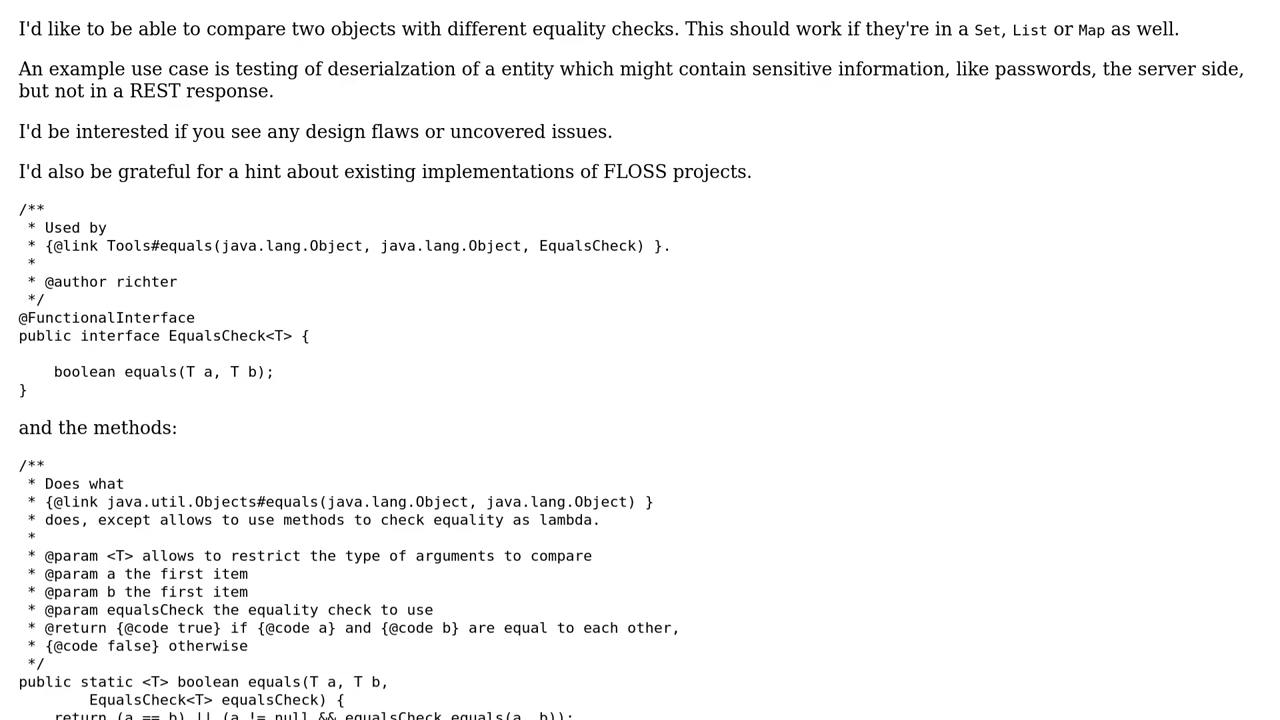 I'd like to be able to compare two objects with different equality checks. This should work if they're in a Set, List or Map as well.
An example use case is testing of deserialzation of a entity which might contain sensitive information, like passwords, the server side,
but not in a REST response.
I'd be interested if you see any design flaws or uncovered issues.
I'd also be grateful for a hint about existing implementations of FLOSS projects.
/**
 * Used by
 * {@link Tools#equals(java.lang.Object, java.lang.Object, EqualsCheck) }.
 *
 * @author richter
 */
@FunctionalInterface
public interface EqualsCheck<T> {
    boolean equals(T a, T b);
}
and the methods:
/**
 * Does what
 * {@link java.util.Objects#equals(java.lang.Object, java.lang.Object) }
 * does, except allows to use methods to check equality as lambda.
 *
 * @param <T> allows to restrict the type of arguments to compare
 * @param a the first item
 * @param b the first item
 * @param equalsCheck the equality check to use
 * @return {@code true} if {@code a} and {@code b} are equal to each other,
 * {@code false} otherwise
 */
public static <T> boolean equals(T a, T b,
        EqualsCheck<T> equalsCheck) {
    return (a == b) || (a != null && equalsCheck.equals(a, b));